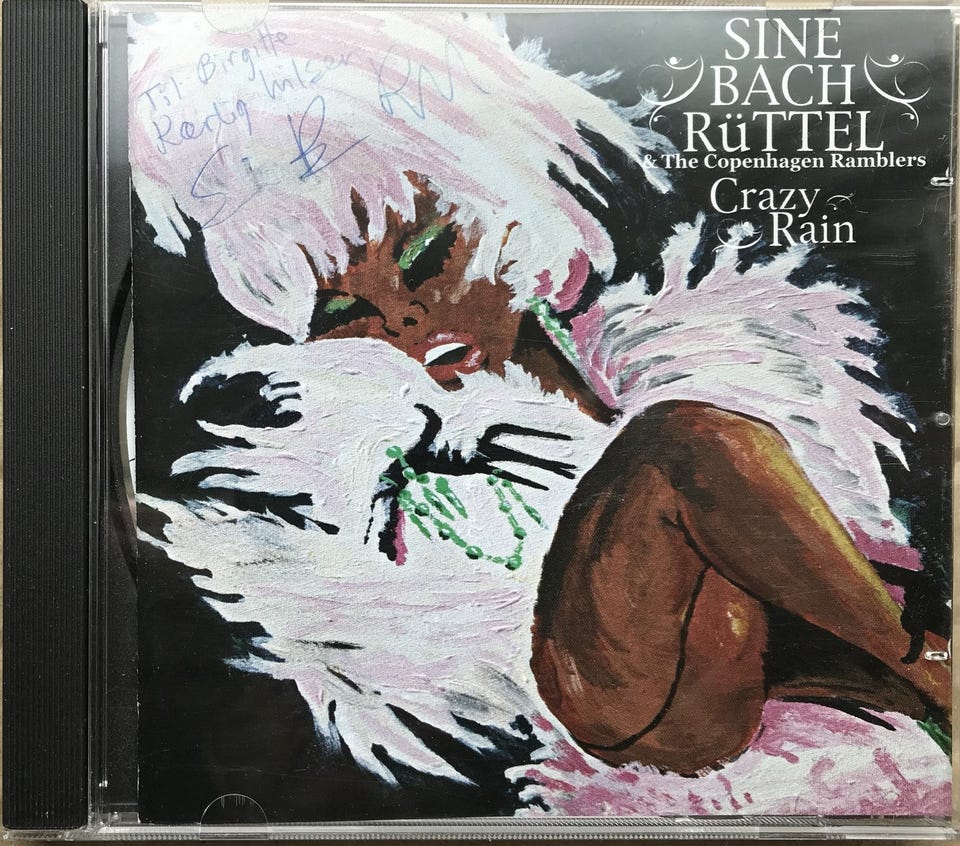 SINE
BACH
RüTTEL
& The Copenhagen Ramblers
Crazy
Rain
Til Birgitte
Kærlig hilsen